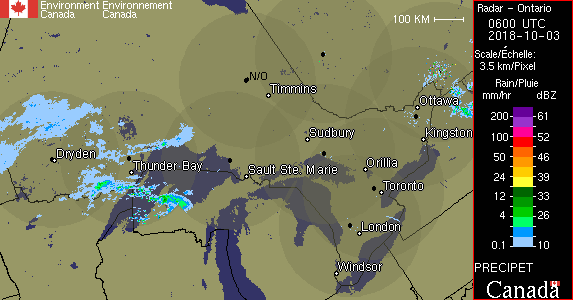 Environment Environnement
Canada Canada
100 KM
N/O
Timmins
Ottawa
Sudbury
Kingston
Dryden
Thunder-Bay
Sault Ste. Marie
Orillia
Toronto
London
Windsor
Radar - Ontario
0600 UTC
2018-10-03
Scale/Échelle:
3.5 km/Pixel
Rain/Pluie
mm/hr dBZ
200 61
100 52
50 46
24 39
12 34
4 26
0.1 10
PRECIPET
Canada